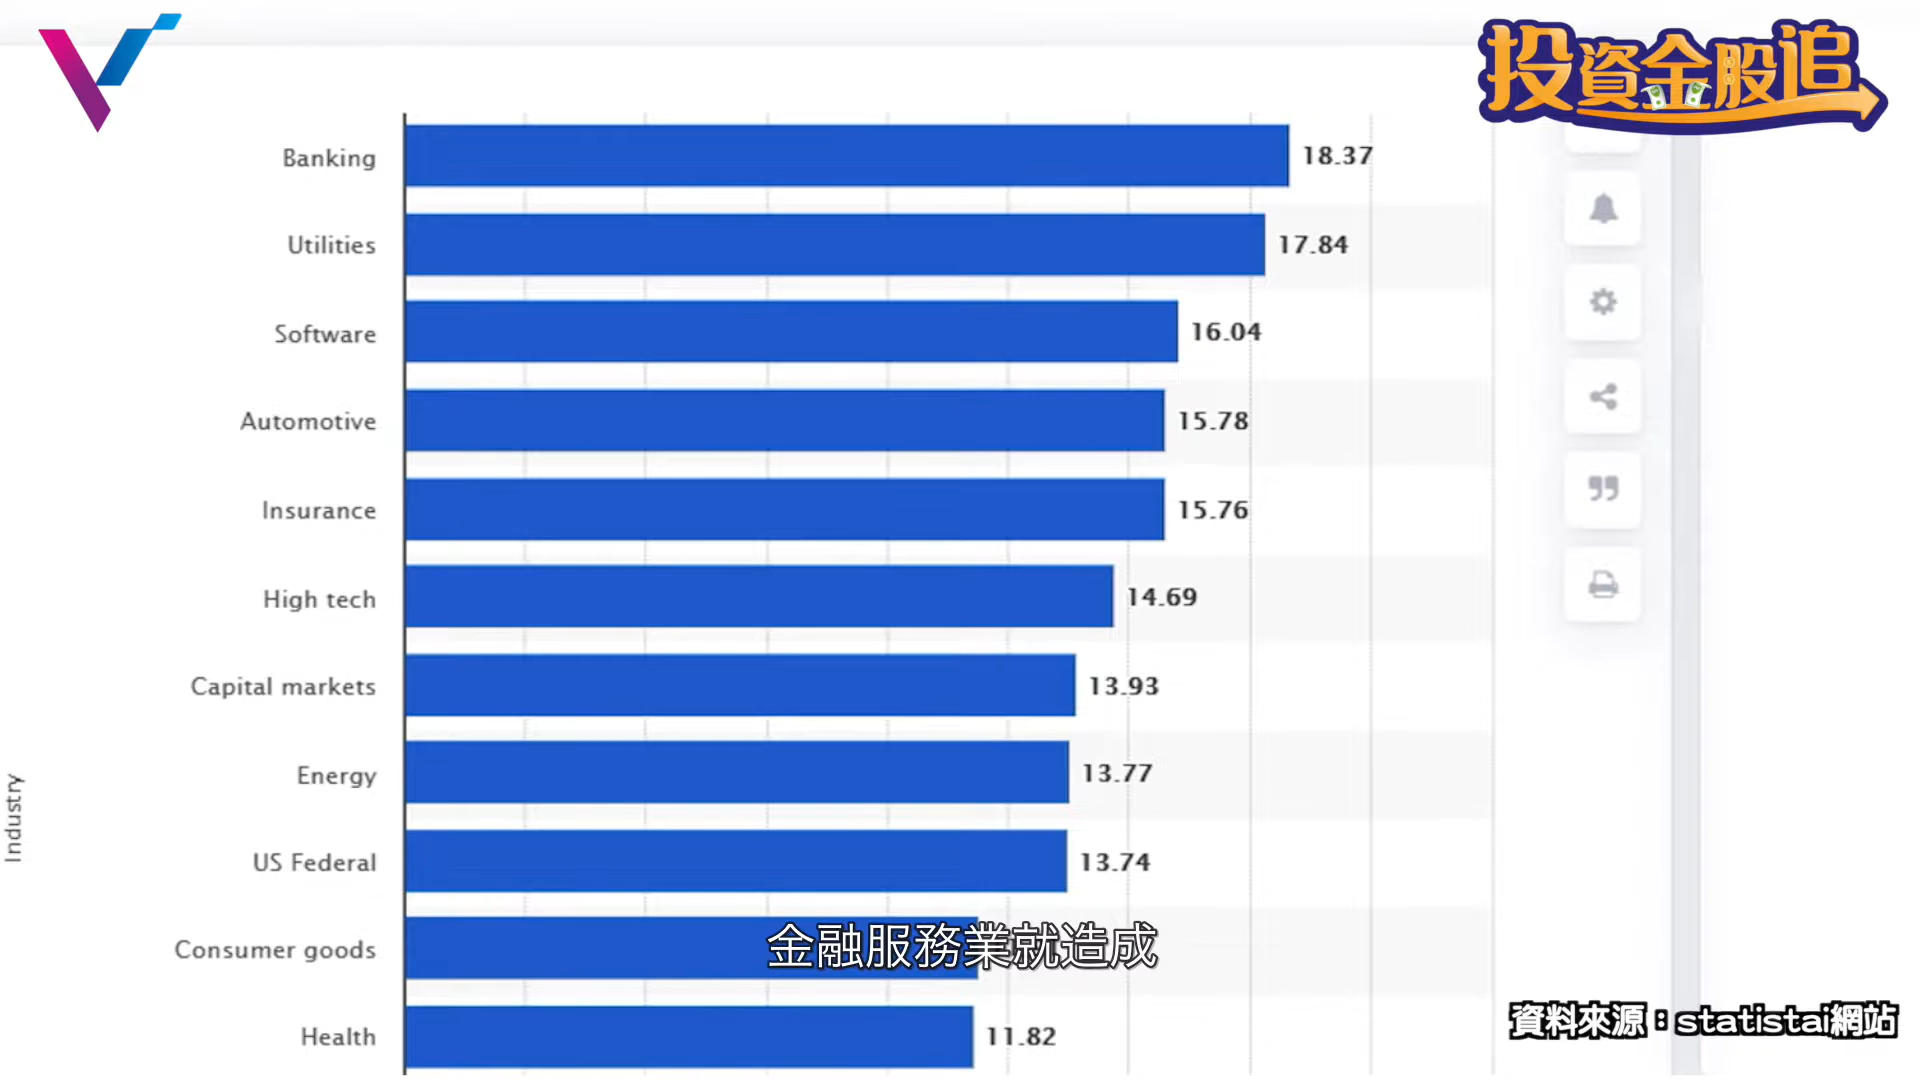 投資金股追
Banking 18.37
Utilities 17.84
Software 16.04
Automotive 15.78
Insurance 15.76
High tech 14.69
Capital markets 13.93
Energy 13.77
US Federal 13.74
Consumer goods
Health 11.82
Industry
金融服務業就造成
資料來源：statistai網站